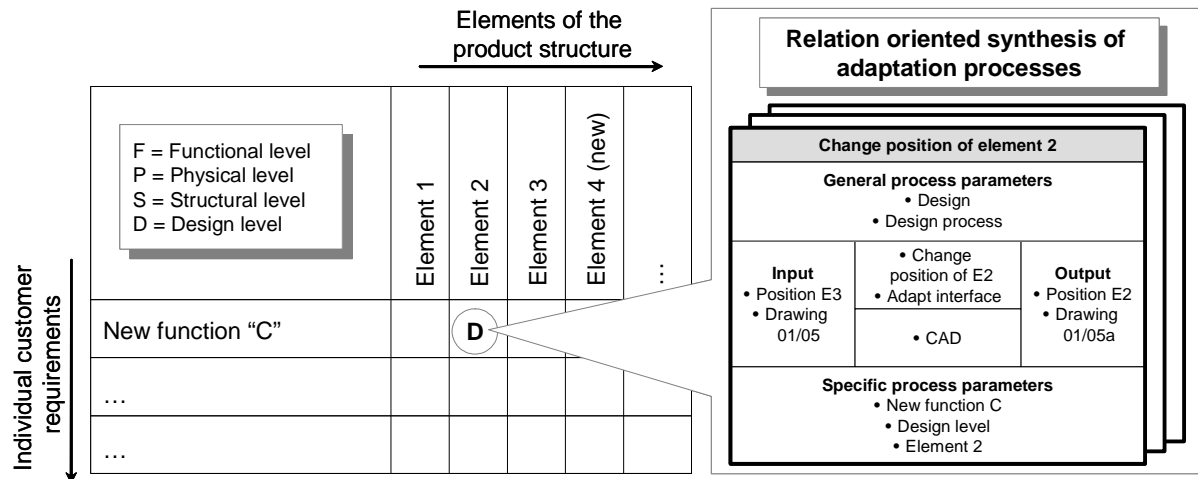 Elements of the
product structure
F = Functional level
P = Physical level
S = Structural level
D = Design level
Element 1
Element 2
Element 3
Element 4 (new)
…
Individual customer
requirements
New function “C”
D
…
…
Relation oriented synthesis of
adaptation processes
Change position of element 2
General process parameters
• Design
• Design process
Input
• Position E3
• Drawing
01/05
• Change
position of E2
• Adapt interface
• CAD
Output
• Position E2
• Drawing
01/05a
Specific process parameters
• New function C
• Design level
• Element 2